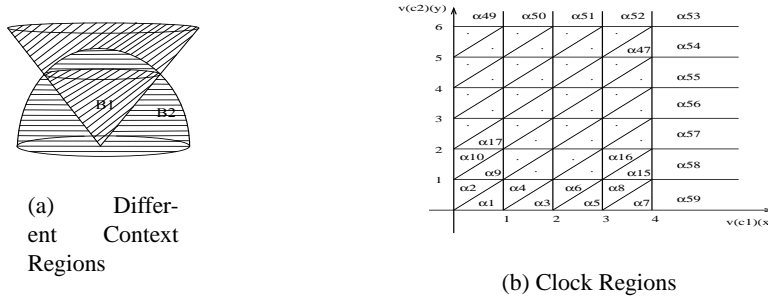 B1
B2
(a) Differ-
ent Context
Regions
v(c2)(y)
α49 α50 α51 α52 α53
6
α47 α54
5
α55
4
α56
3
α17 α57
2
α10 α16 α58
α9 α15
1
α2 α4 α6 α8
α1 α3 α5 α7 α59
0
1 2 3 4
v(c1)(x
(b) Clock Regions